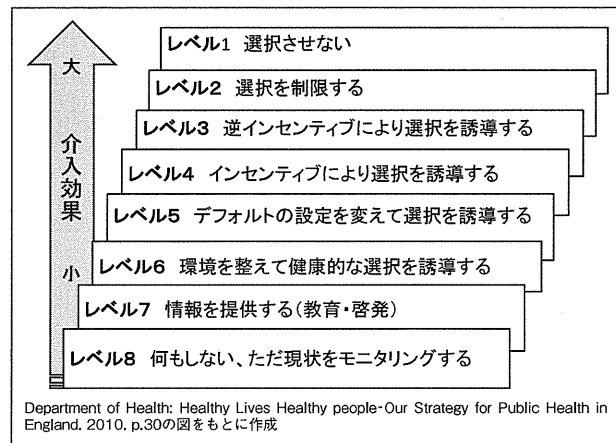 レベル1 選択させない
レベル2 選択を制限する
レベル3 逆インセンティブにより選択を誘導する
レベル4 インセンティブにより選択を誘導する
レベル5 デフォルトの設定を変えて選択を誘導する
レベル6 環境を整えて健康的な選択を誘導する
レベル7 情報を提供する(教育・啓発)
レベル8 何もしない、ただ現状をモニタリングする
大
介入効果
小
Department of Health: Healthy Lives Healthy people-Our Strategy for Public Health in
England. 2010. p.30の図をもとに作成